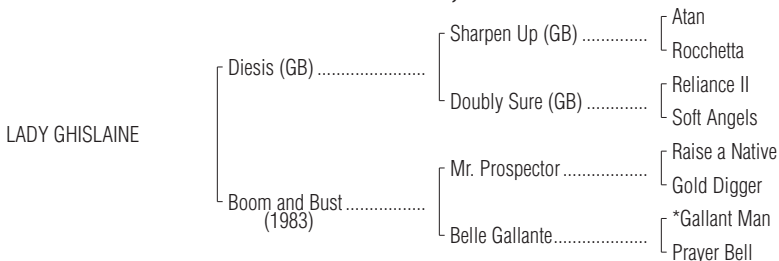 Atan
Sharpen Up (GB) ..............
Rocchetta
Diesis (GB) .......................
Reliance II
Doubly Sure (GB) .............
Soft Angels
LADY GHISLAINE
Raise a Native
Mr. Prospector ..................
Gold Digger
Boom and Bust .................
(1983)
*Gallant Man
Belle Gallante....................
Prayer Bell